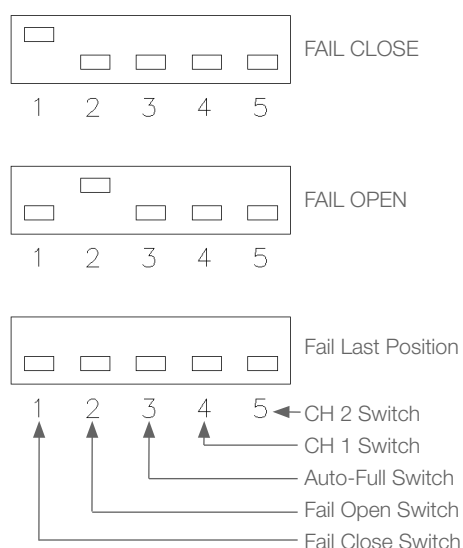 FAIL CLOSE
1 2 3 4 5
FAIL OPEN
1 2 3 4 5
Fail Last Position
1 2 3 4 5 CH 2 Switch
CH 1 Switch
Auto-Full Switch
Fail Open Switch
Fail Close Switch